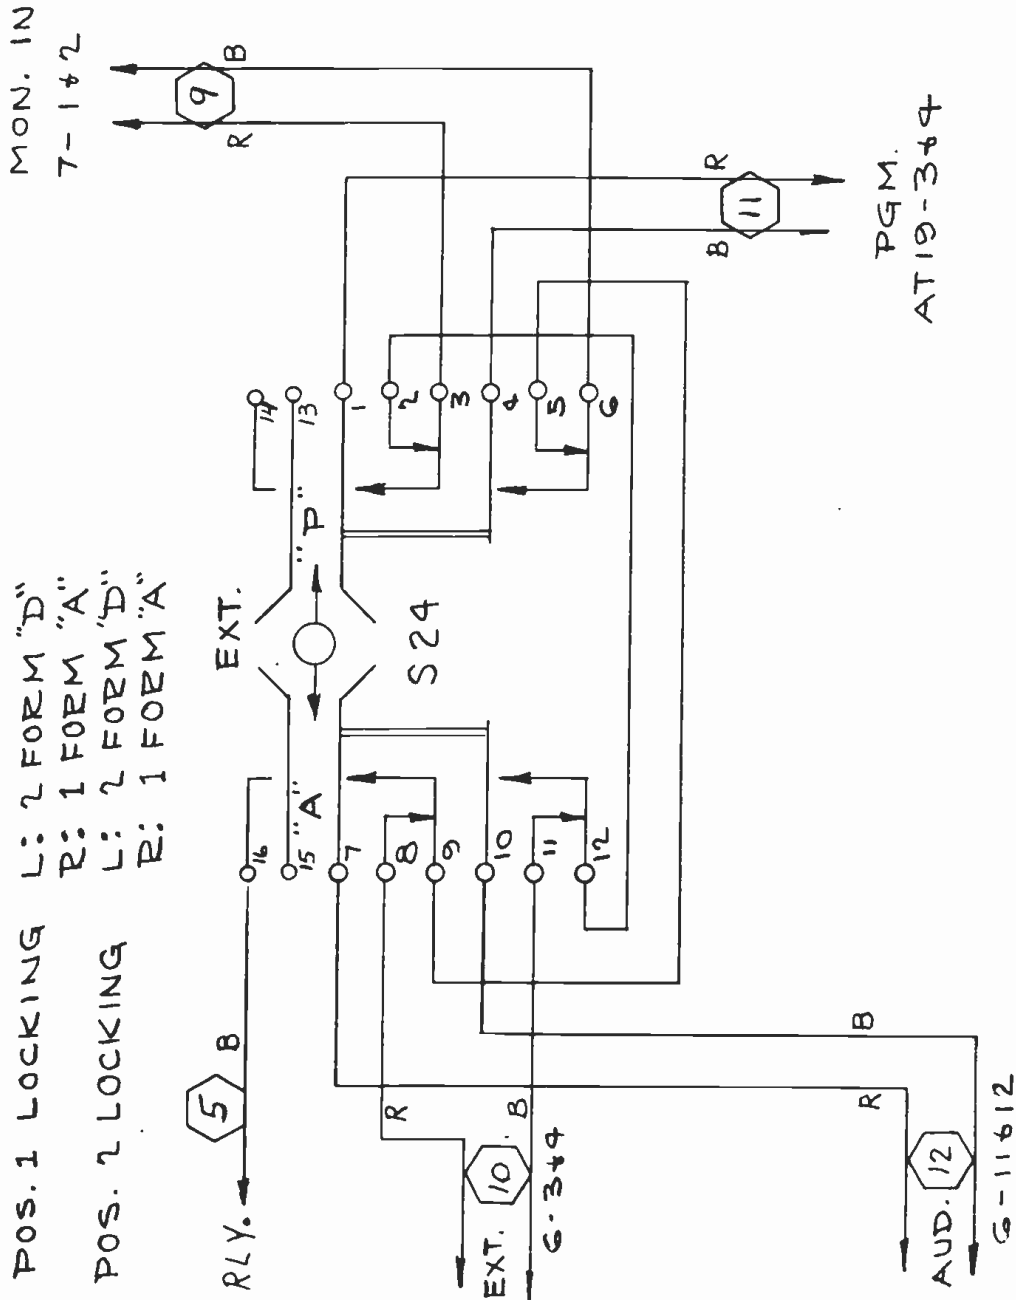 POS. 1 LOCKING L: 2 FORM "D"
R: 1 FORM "A"
POS. 2 LOCKING L: 2 FORM "D"
R: 1 FORM "A"
MON. IN
7-1&2
RLY.
5
B
16
15
"A"
EXT.
"P"
14
13
9
R
B
7
8
9
10
11
12
S24
1
2
3
4
5
6
R
EXT.
10
B
6-3&4
R
B
11
PGM.
AT19-3&4
R
B
AUD.
12
6-11&12